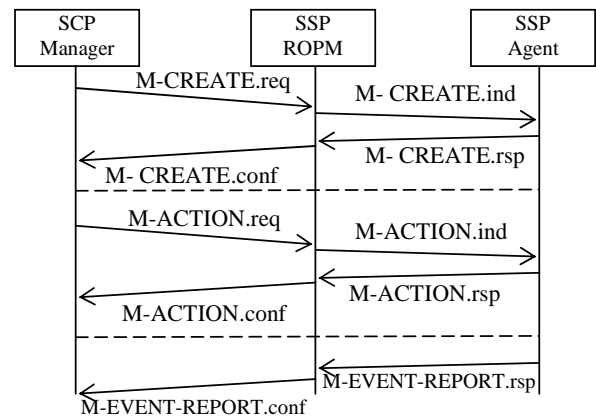 SCP
Manager
SSP
ROPM
SSP
Agent
M-CREATE.req
M- CREATE.ind
M- CREATE.rsp
M- CREATE.conf
M-ACTION.req
M-ACTION.ind
M-ACTION.rsp
M-ACTION.conf
M-EVENT-REPORT.rsp
M-EVENT-REPORT.conf